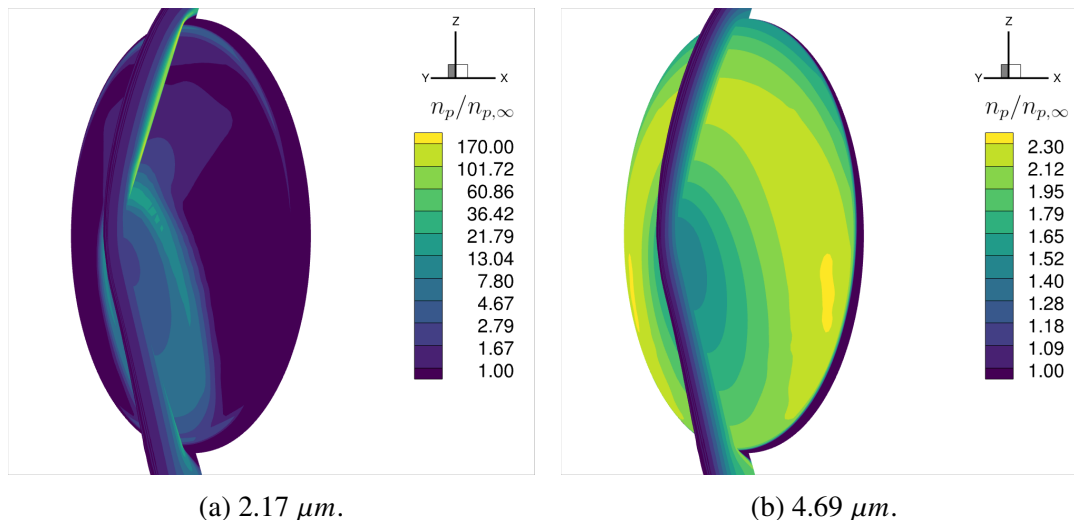 Z
Y X
n_p/n_{p,∞}
170.00
101.72
60.86
36.42
21.79
13.04
7.80
4.67
2.79
1.67
1.00
(a) 2.17 μm.
Z
Y X
n_p/n_{p,∞}
2.30
2.12
1.95
1.79
1.65
1.52
1.40
1.28
1.18
1.09
1.00
(b) 4.69 μm.